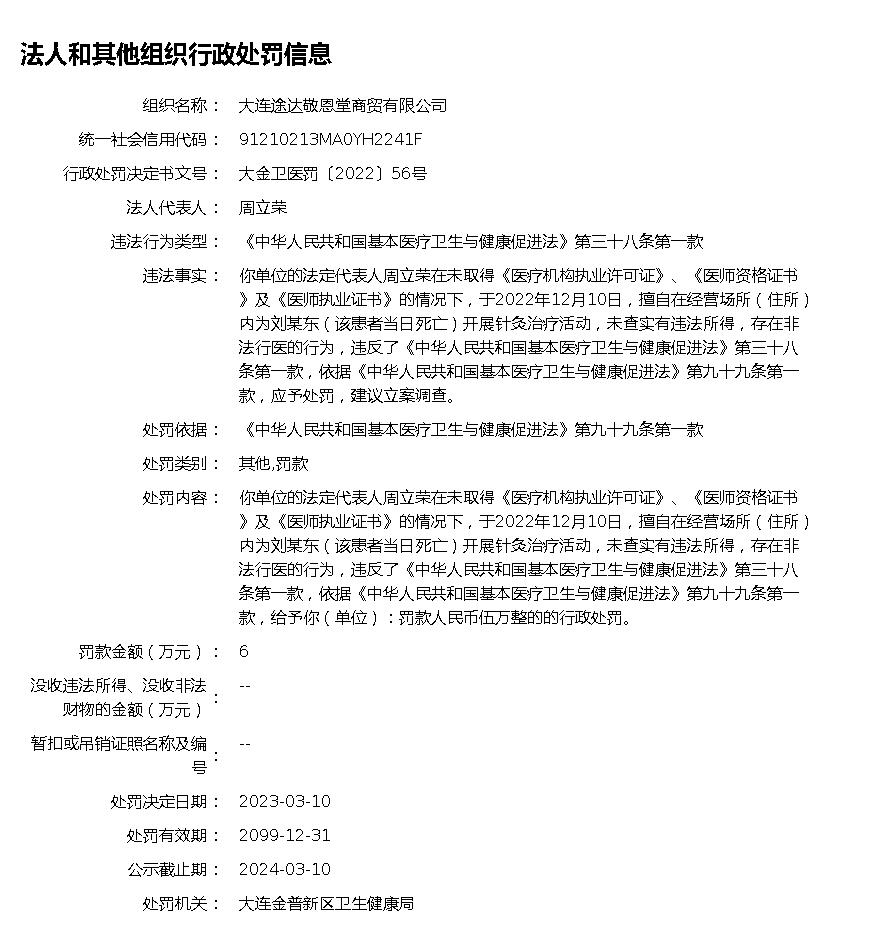 法人和其他组织行政处罚信息
组织名称： 大连途达敬恩堂商贸有限公司
统一社会信用代码： 91210213MA0YH2241F
行政处罚决定书文号： 大金卫医罚〔2022〕56号
法人代表人： 周立荣
违法行为类型： 《中华人民共和国基本医疗卫生与健康促进法》第三十八条第一款
违法事实： 你单位的法定代表人周立荣在未取得《医疗机构执业许可证》、《医师资格证书
》及《医师执业证书》的情况下，于2022年12月10日，擅自在经营场所（住所）
内为刘某东（该患者当日死亡）开展针灸治疗活动，未查实有违法所得，存在非
法行医的行为，违反了《中华人民共和国基本医疗卫生与健康促进法》第三十八
条第一款，依据《中华人民共和国基本医疗卫生与健康促进法》第九十九条第一
款，应予处罚，建议立案调查。
处罚依据： 《中华人民共和国基本医疗卫生与健康促进法》第九十九条第一款
处罚类别： 其他,罚款
处罚内容： 你单位的法定代表人周立荣在未取得《医疗机构执业许可证》、《医师资格证书
》及《医师执业证书》的情况下，于2022年12月10日，擅自在经营场所（住所）
内为刘某东（该患者当日死亡）开展针灸治疗活动，未查实有违法所得，存在非
法行医的行为，违反了《中华人民共和国基本医疗卫生与健康促进法》第三十八
条第一款，依据《中华人民共和国基本医疗卫生与健康促进法》第九十九条第一
款，给予你（单位）：罚款人民币伍万整的的行政处罚。
罚款金额（万元）： 6
没收违法所得、没收非法
财物的金额（万元）： --
暂扣或吊销证照名称及编
号： --
处罚决定日期： 2023-03-10
处罚有效期： 2099-12-31
公示截止期： 2024-03-10
处罚机关： 大连金普新区卫生健康局